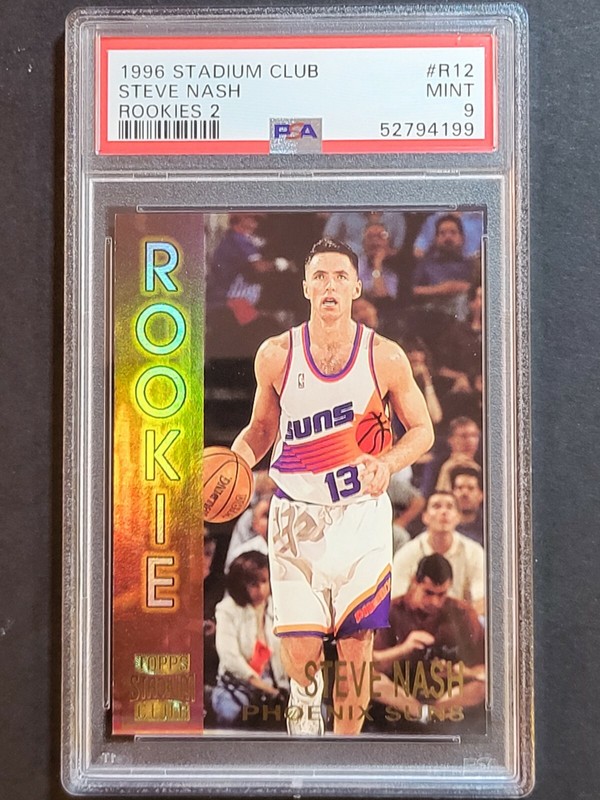 1996 STADIUM CLUB #R12
STEVE NASH MINT
ROOKIES 2 9
PSA 52794199
ROOKIE
SUNS
13
TOPPS
STADIUM
CLUB
STEVE NASH
PHOENIX SUNS